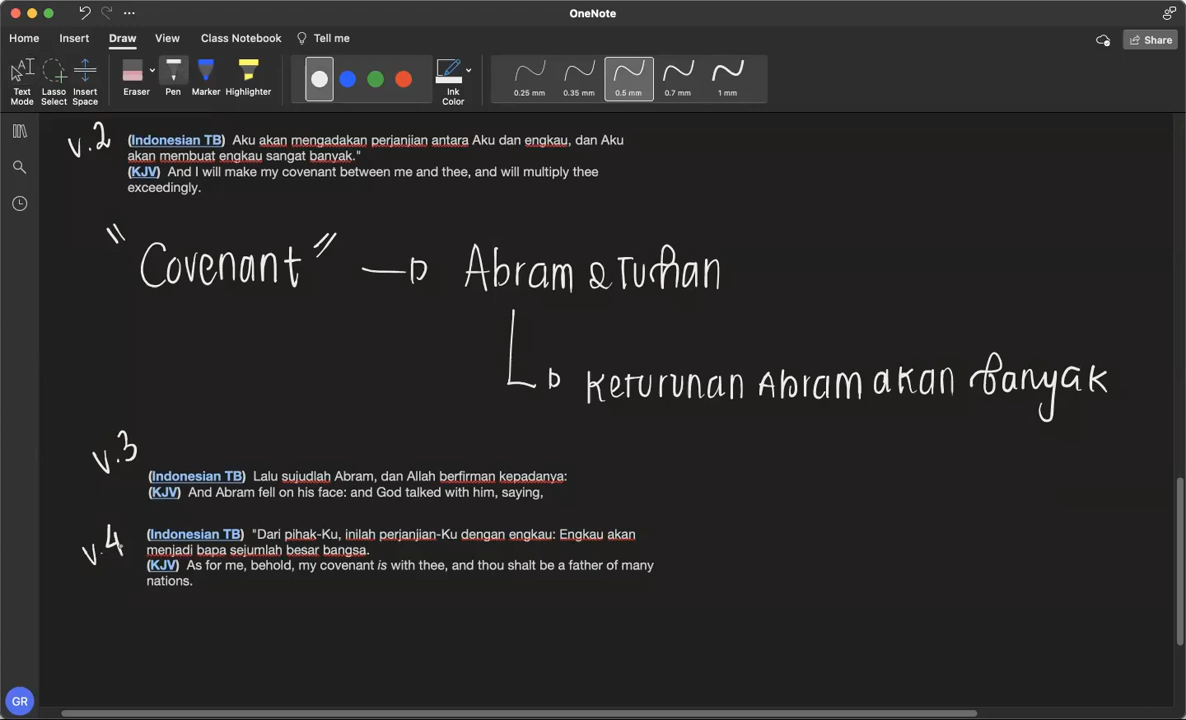 OneNote
Home Insert Draw View Class Notebook Tell me
Share
Text Mode
Lasso Select
Insert Space
Eraser
Pen
Marker
Highlighter
Ink Color
0.25 mm 0.35 mm 0.5 mm 0.7 mm 1 mm
v.2
(Indonesian TB) Aku akan mengadakan perjanjian antara Aku dan engkau, dan Aku
akan membuat engkau sangat banyak."
(KJV) And I will make my covenant between me and thee, and will multiply thee
exceedingly.
"Covenant" → Abram & Tuhan
Keturunan Abram akan banyak
v.3
(Indonesian TB) Lalu sujudlah Abram, dan Allah berfirman kepadanya:
(KJV) And Abram fell on his face: and God talked with him, saying,
v.4
(Indonesian TB) "Dari pihak-Ku, inilah perjanjian-Ku dengan engkau: Engkau akan
menjadi bapa sejumlah besar bangsa.
(KJV) As for me, behold, my covenant is with thee, and thou shalt be a father of many
nations.
GR